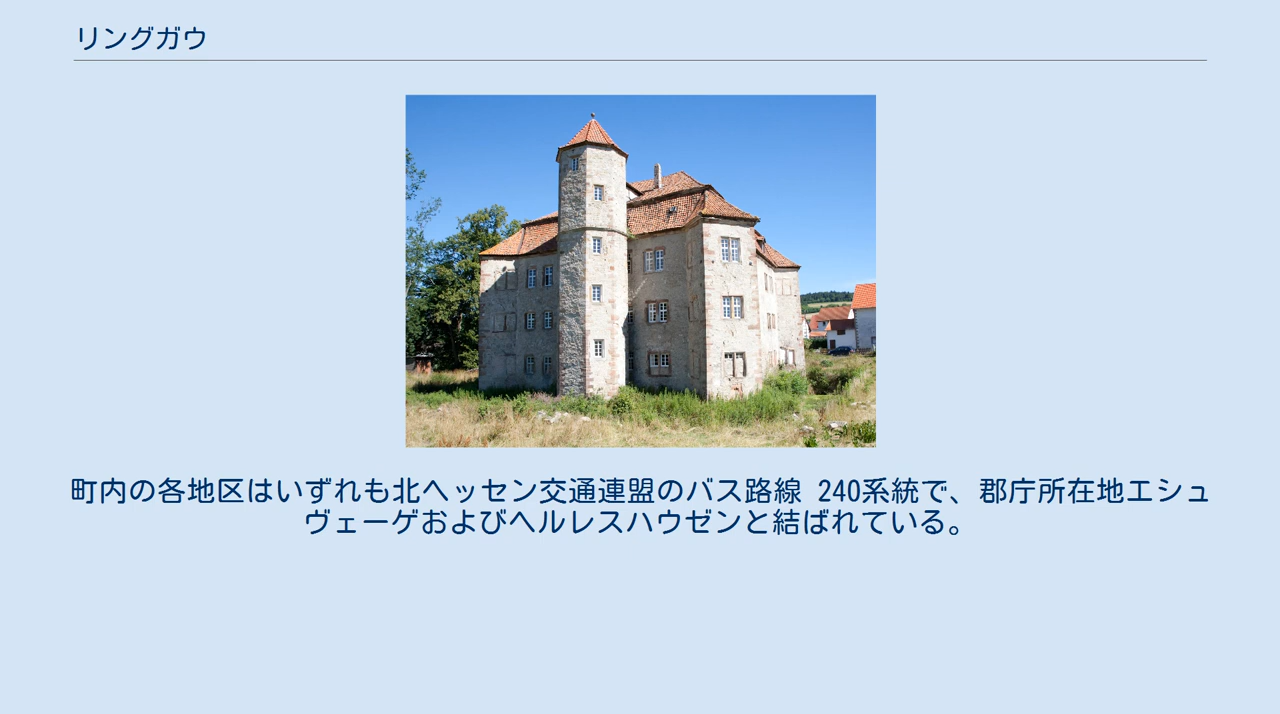 リングガウ
町内の各地区はいずれも北ヘッセン交通連盟のバス路線 240系統で、郡庁所在地エシュ
ヴェーゲおよびヘルレスハウゼンと結ばれている。